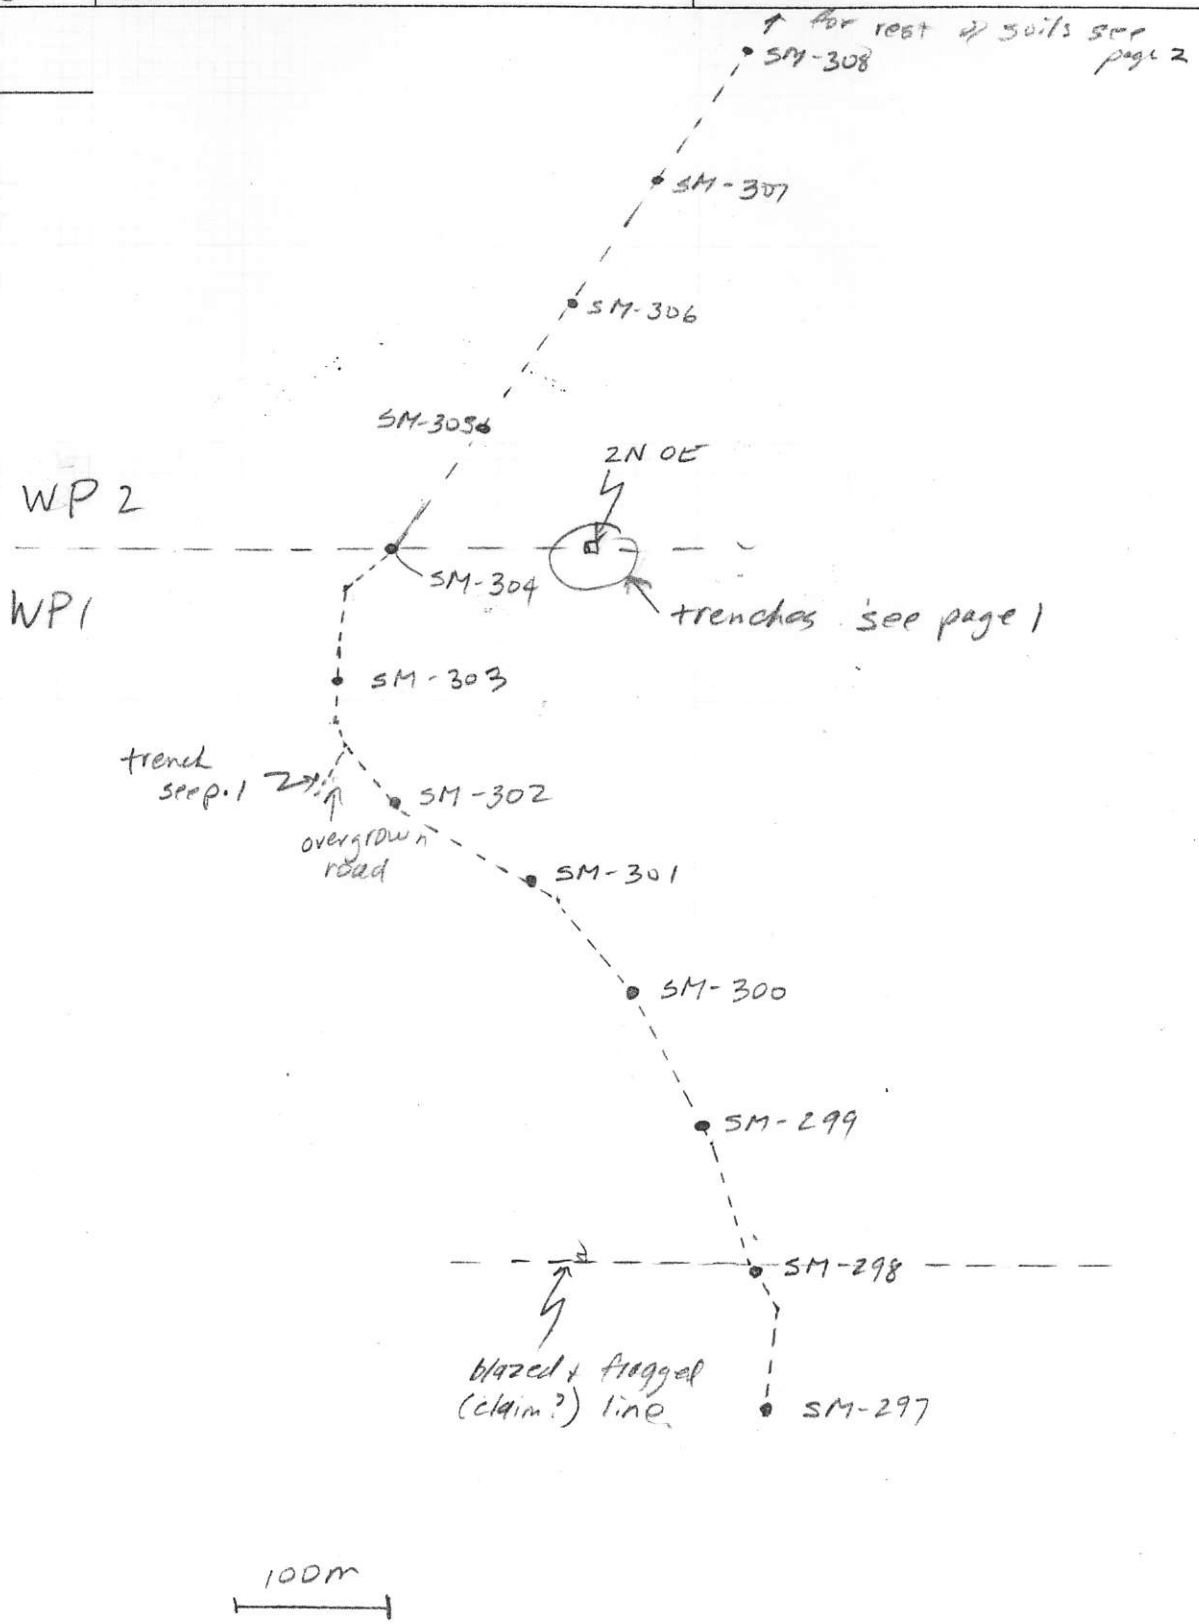 ↑ for rest of soils see
page 2
SM-308
SM-307
SM-306
SM-305
2N OE
WP 2
SM-304
WP1
trenches see page 1
SM-303
trench
see p. 1
SM-302
overgrown
road
SM-301
SM-300
SM-299
SM-298
blazed + flagged
(claim?) line
SM-297
100m